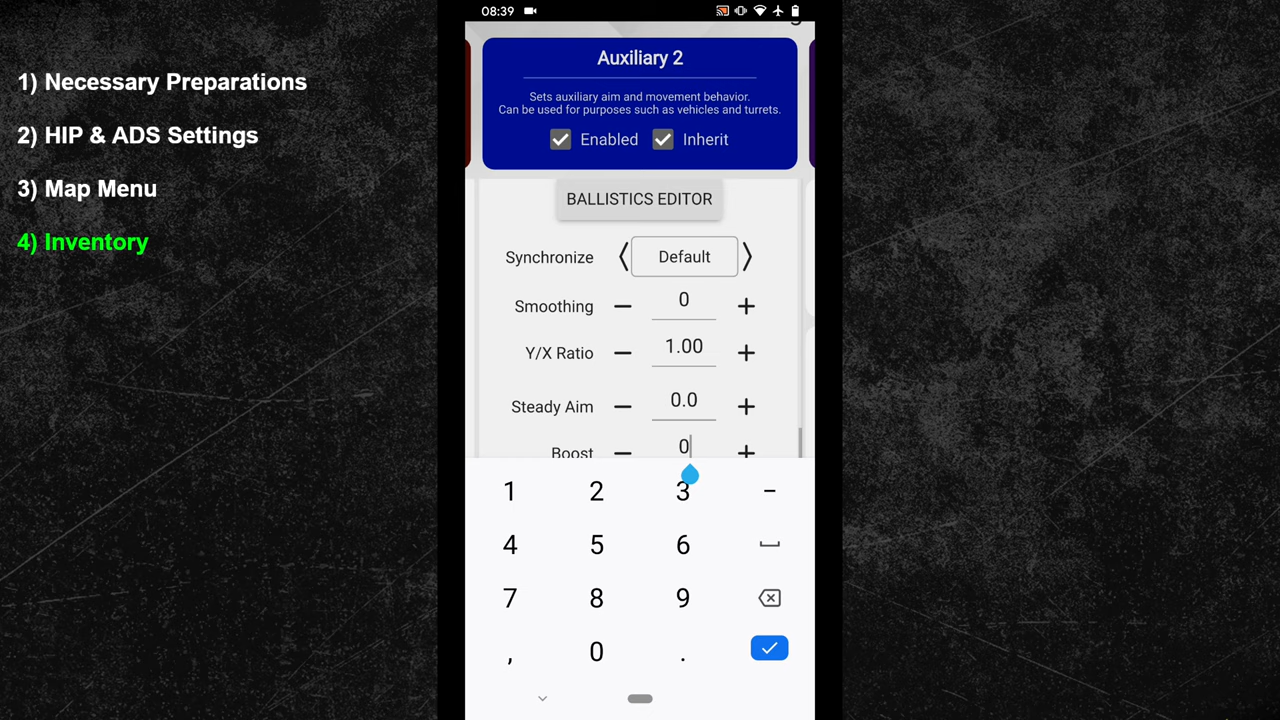 1) Necessary Preparations
2) HIP & ADS Settings
3) Map Menu
4) Inventory
08:39
Auxiliary 2
Sets auxiliary aim and movement behavior.
Can be used for purposes such as vehicles and turrets.
Enabled Inherit
BALLISTICS EDITOR
Synchronize Default
Smoothing 0
Y/X Ratio 1.00
Steady Aim 0.0
Boost 0
1 2 3 -
4 5 6
7 8 9
, 0 .